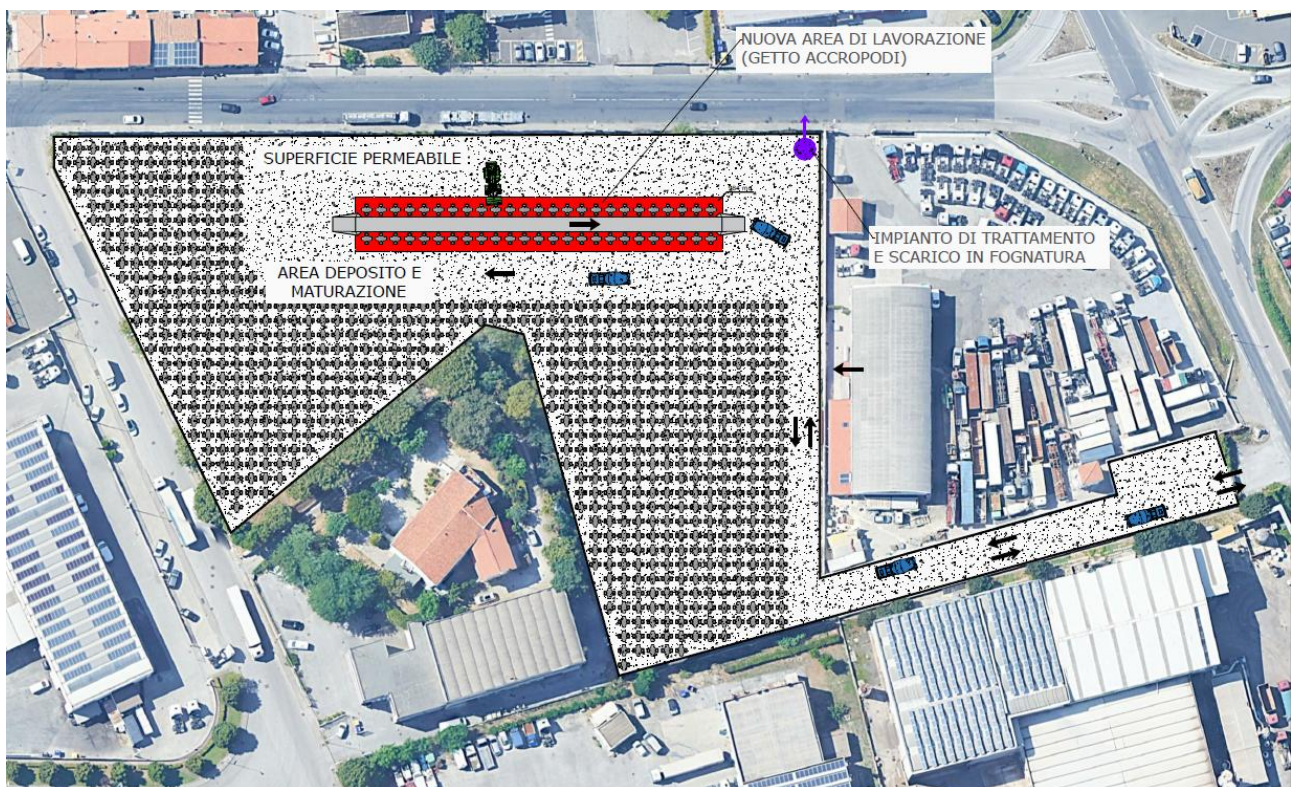 NUOVA AREA DI LAVORAZIONE
(GETTO ACCROPODI)
SUPERFICIE PERMEABILE :
IMPIANTO DI TRATTAMENTO
E SCARICO IN FOGNATURA
AREA DEPOSITO E
MATURAZIONE